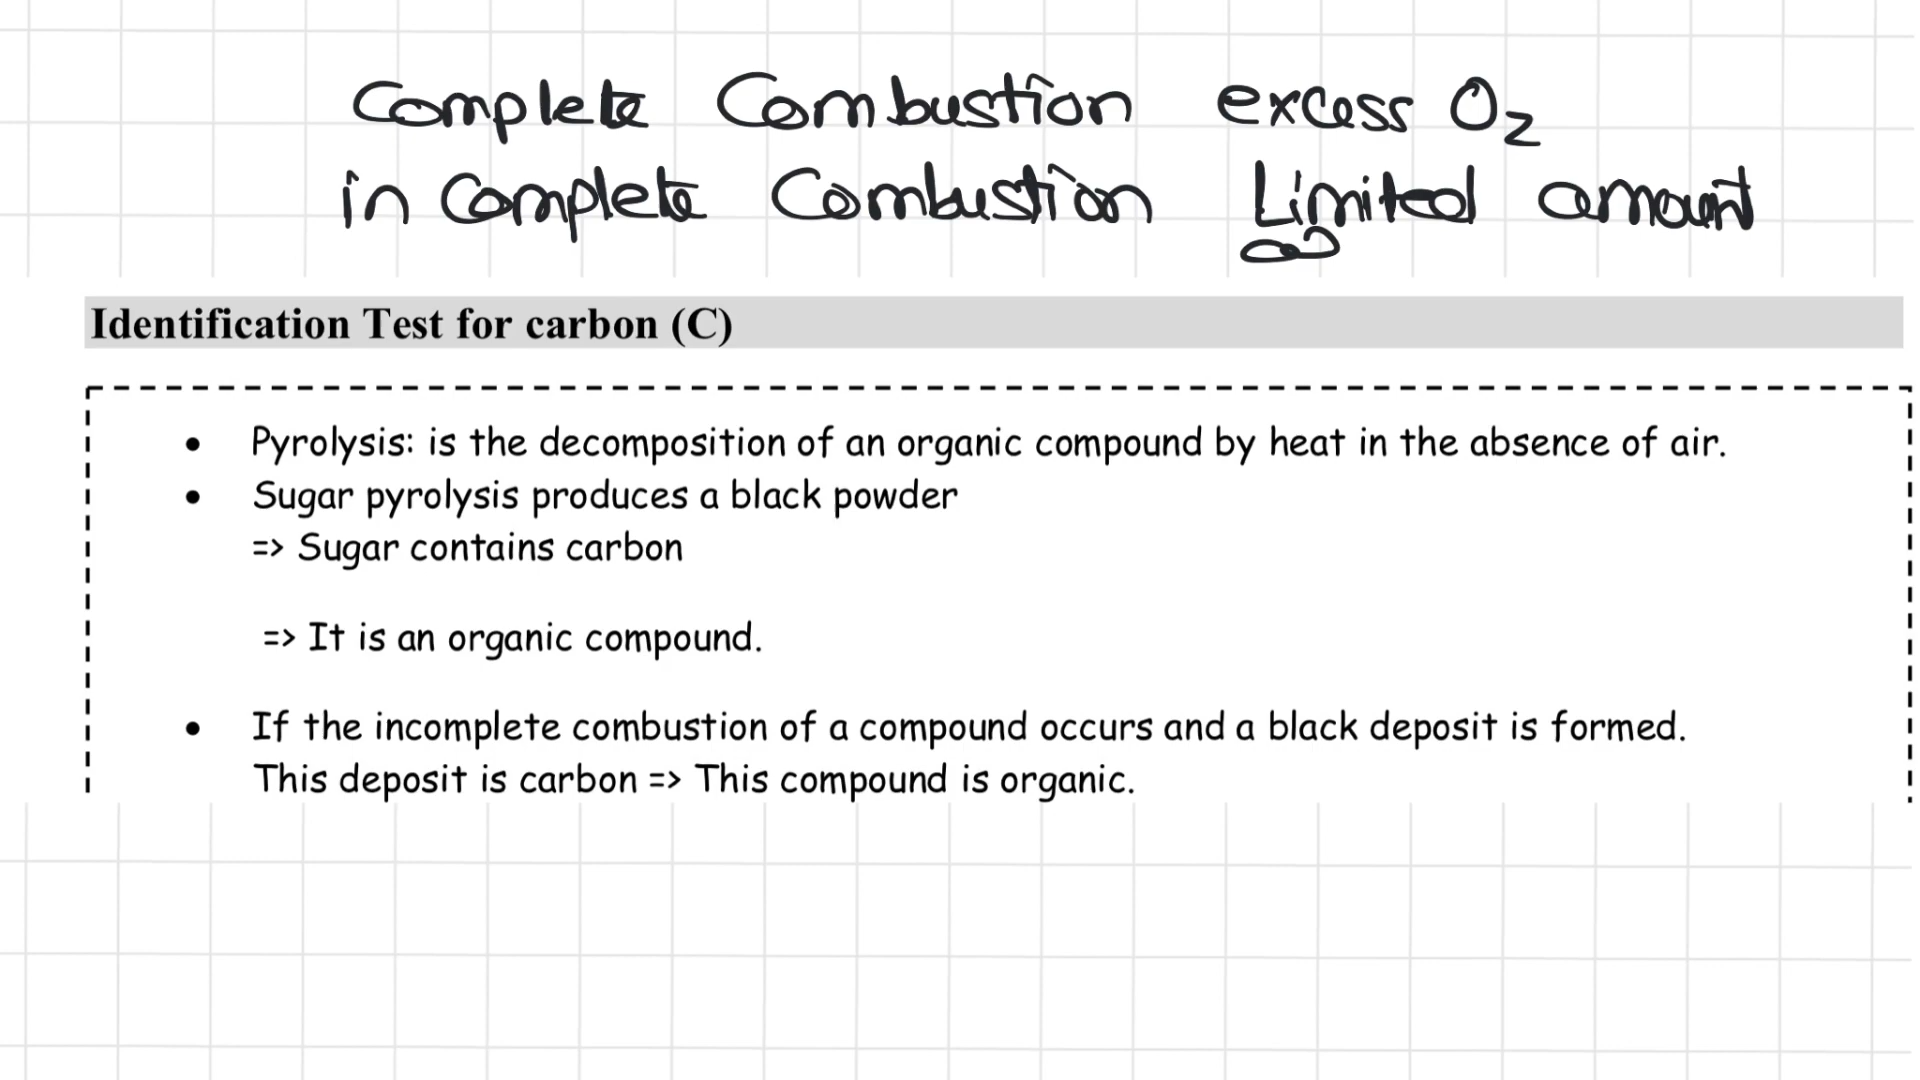 Complete Combustion excess O2
in complete Combustion Limited amount
Identification Test for carbon (C)
• Pyrolysis: is the decomposition of an organic compound by heat in the absence of air.
• Sugar pyrolysis produces a black powder
=> Sugar contains carbon
=> It is an organic compound.
• If the incomplete combustion of a compound occurs and a black deposit is formed.
This deposit is carbon => This compound is organic.